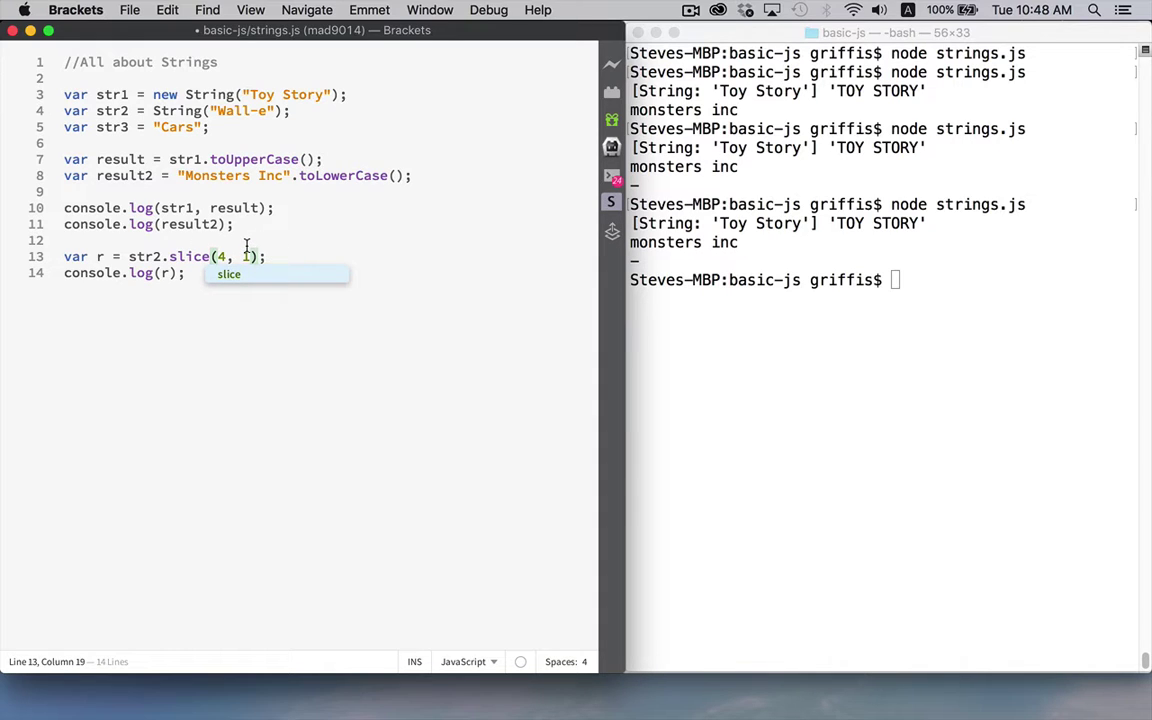 Brackets File Edit Find View Navigate Emmet Window Debug Help A 100% Tue 10:48 AM
• basic-js/strings.js (mad9014) — Brackets
1 //All about Strings
2
3 var str1 = new String("Toy Story");
4 var str2 = String("Wall-e");
5 var str3 = "Cars";
6
7 var result = str1.toUpperCase();
8 var result2 = "Monsters Inc".toLowerCase();
9
10 console.log(str1, result);
11 console.log(result2);
12
13 var r = str2.slice(4, 1);
14 console.log(r);
slice
Line 13, Column 19 — 14 Lines
INS JavaScript Spaces: 4
24
S
basic-js — -bash — 56×33
Steves-MBP:basic-js griffis$ node strings.js
Steves-MBP:basic-js griffis$ node strings.js
[String: 'Toy Story'] 'TOY STORY'
monsters inc
Steves-MBP:basic-js griffis$ node strings.js
[String: 'Toy Story'] 'TOY STORY'
monsters inc
-
Steves-MBP:basic-js griffis$ node strings.js
[String: 'Toy Story'] 'TOY STORY'
monsters inc
-
Steves-MBP:basic-js griffis$